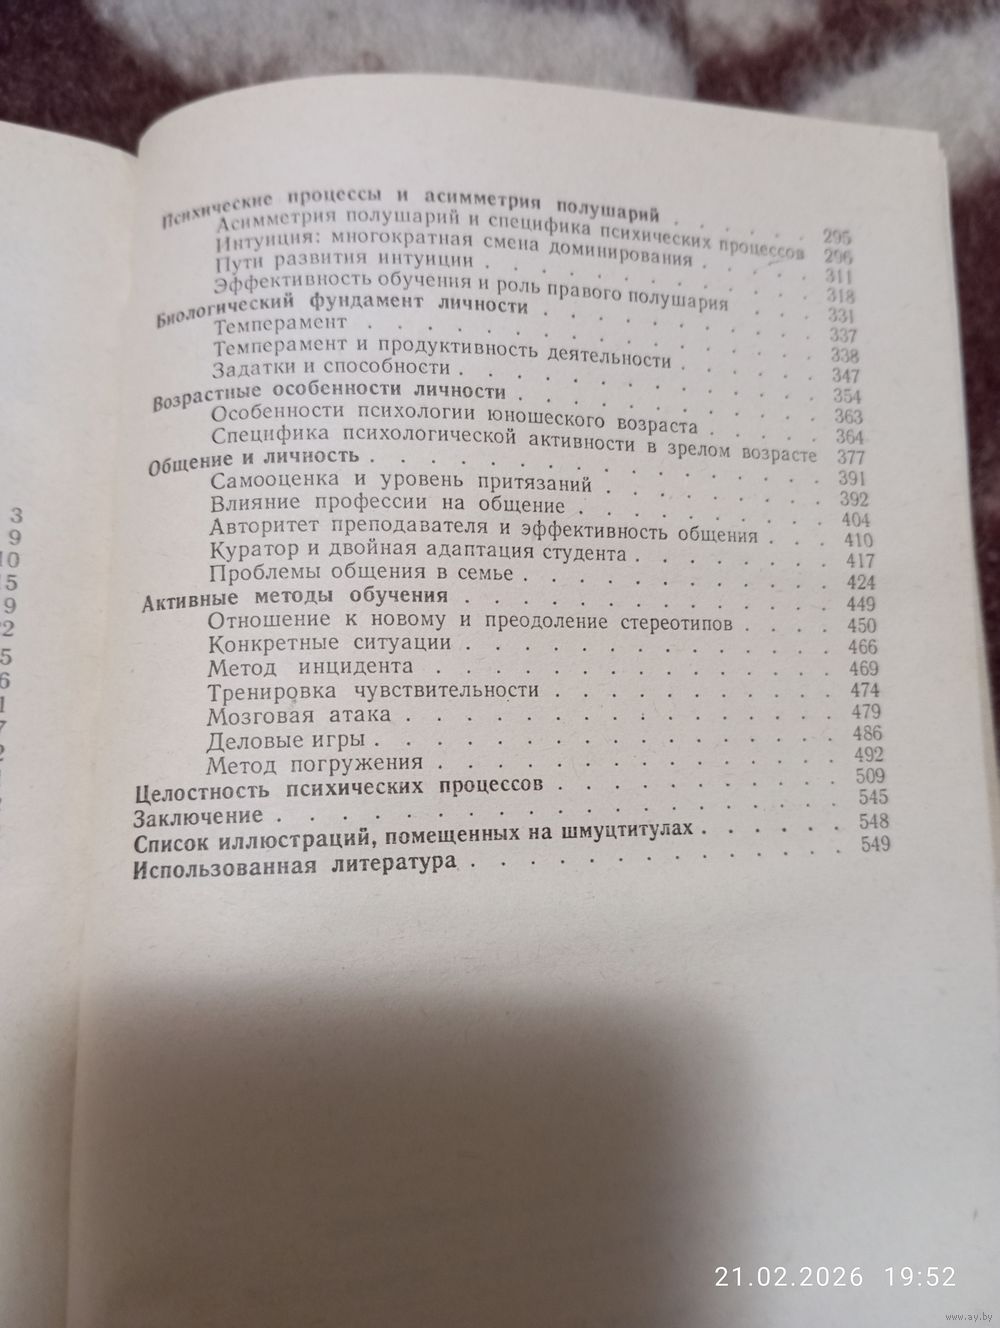 3
9
10
15
9
22
5
6
1
7
2
Психические процессы и асимметрия полушарий . . . . . . 295
Асимметрия полушарий и специфика психических процессов 296
Интуиция: многократная смена доминирования . . . . . . 311
Пути развития интуиции . . . . . . . . . . . . 318
Эффективность обучения и роль правого полушария . . . . 331
Биологический фундамент личности . . . . . . . . . . 337
Темперамент . . . . . . . . . . . . . . . . 338
Темперамент и продуктивность деятельности . . . . . . 347
Задатки и способности . . . . . . . . . . . . . 354
Возрастные особенности личности . . . . . . . . . . 363
Особенности психологии юношеского возраста . . . . . . 364
Специфика психологической активности в зрелом возрасте 377
Общение и личность . . . . . . . . . . . . . . . 391
Самооценка и уровень притязаний . . . . . . . . . 392
Влияние профессии на общение . . . . . . . . . . 404
Авторитет преподавателя и эффективность общения . . . 410
Куратор и двойная адаптация студента . . . . . . . 417
Проблемы общения в семье . . . . . . . . . . . 424
Активные методы обучения . . . . . . . . . . . . . 449
Отношение к новому и преодоление стереотипов . . . . 450
Конкретные ситуации . . . . . . . . . . . . . 466
Метод инцидента . . . . . . . . . . . . . . 469
Тренировка чувствительности . . . . . . . . . . 474
Мозговая атака . . . . . . . . . . . . . . . 479
Деловые игры . . . . . . . . . . . . . . . . 486
Метод погружения . . . . . . . . . . . . . . 492
Целостность психических процессов . . . . . . . . . . 509
Заключение . . . . . . . . . . . . . . . . . . . 545
Список иллюстраций, помещенных на шмуцтитулах . . . . . . 548
Использованная литература . . . . . . . . . . . . . 549
21.02.2026 19:52
www.ay.by